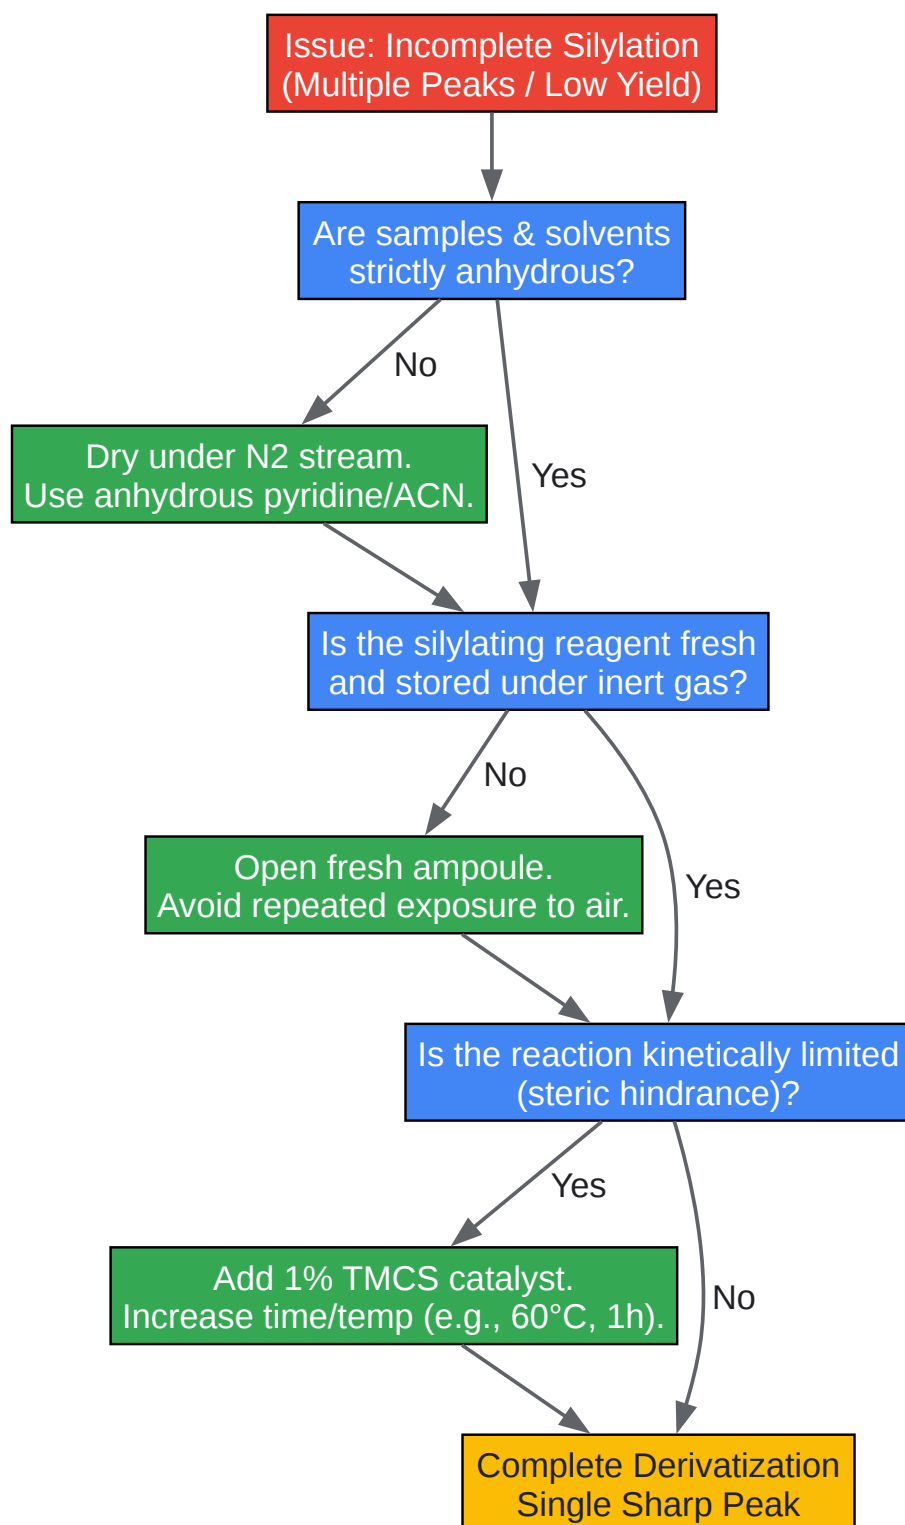 Issue: Incomplete Silylation
(Multiple Peaks / Low Yield)
Are samples & solvents
strictly anhydrous?
No
Dry under N2 stream.
Use anhydrous pyridine/ACN.
Yes
Is the silylating reagent fresh
and stored under inert gas?
No
Open fresh ampoule.
Avoid repeated exposure to air.
Yes
Is the reaction kinetically limited
(steric hindrance)?
Yes
Add 1% TMCS catalyst.
Increase time/temp (e.g., 60°C, 1h).
No
Complete Derivatization
Single Sharp Peak